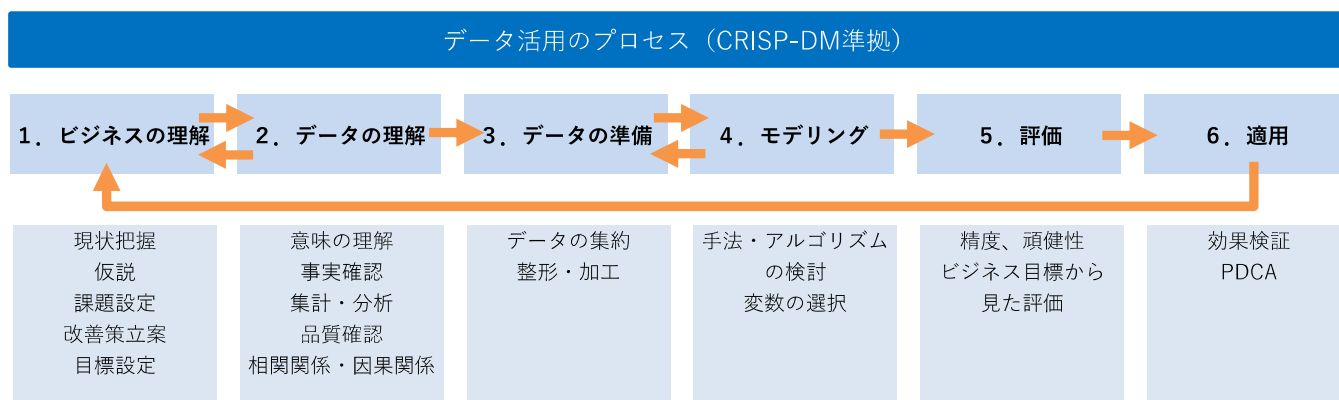 データ活用のプロセス（CRISP-DM準拠）
1．ビジネスの理解
2．データの理解
3．データの準備
4．モデリング
5．評価
6．適用
現状把握
仮説
課題設定
改善策立案
目標設定
意味の理解
事実確認
集計・分析
品質確認
相関関係・因果関係
データの集約
整形・加工
手法・アルゴリズム
の検討
変数の選択
精度、頑健性
ビジネス目標から
見た評価
効果検証
PDCA